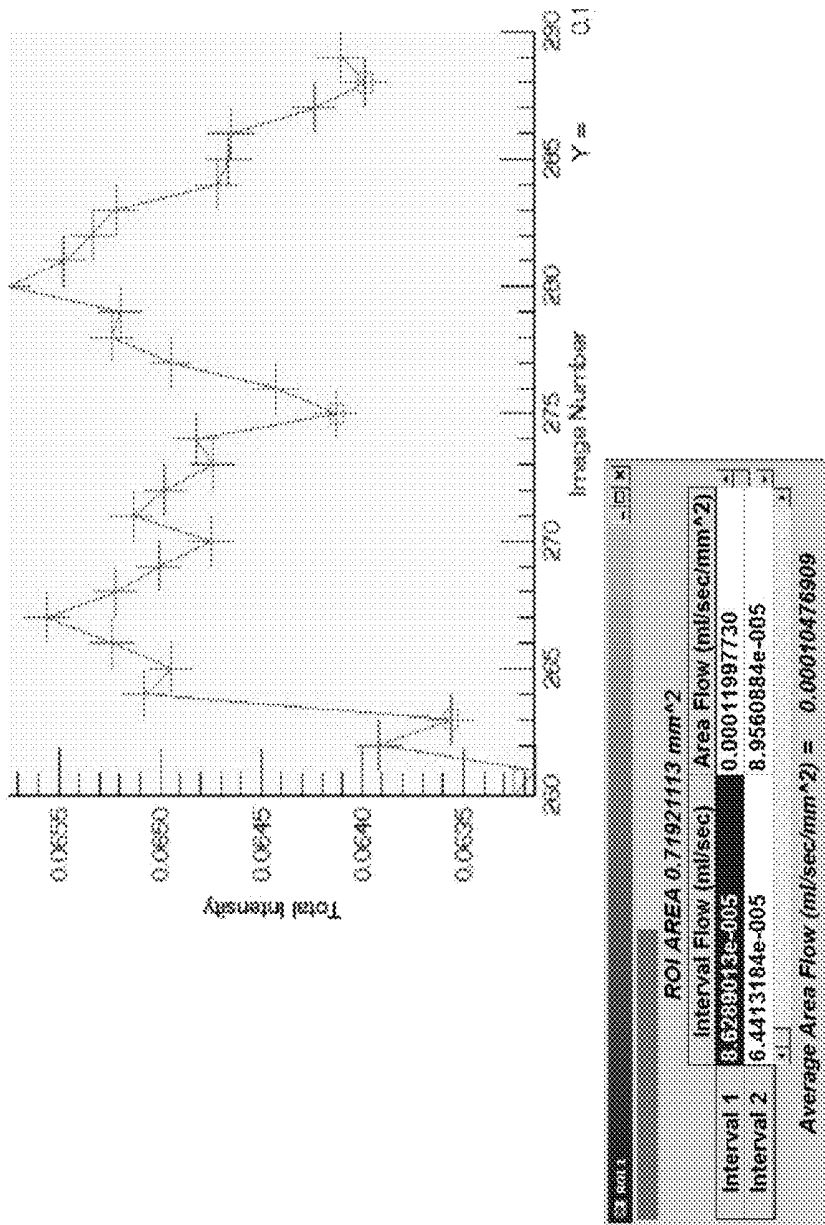 Total Intensity
0.0655
0.0650
0.0645
0.0640
0.0635
260 265 270 275 280 285 290
Image Number Y = 0.1
ROI AREA 0.71921113 mm^2
Interval Flow (ml/sec) Area Flow (ml/sec/mm^2)
Interval 1 8.6289013e-005 0.00011997730
Interval 2 6.4413184e-005 8.9560884e-005
Average Area Flow (ml/sec/mm^2) = 0.00010476909